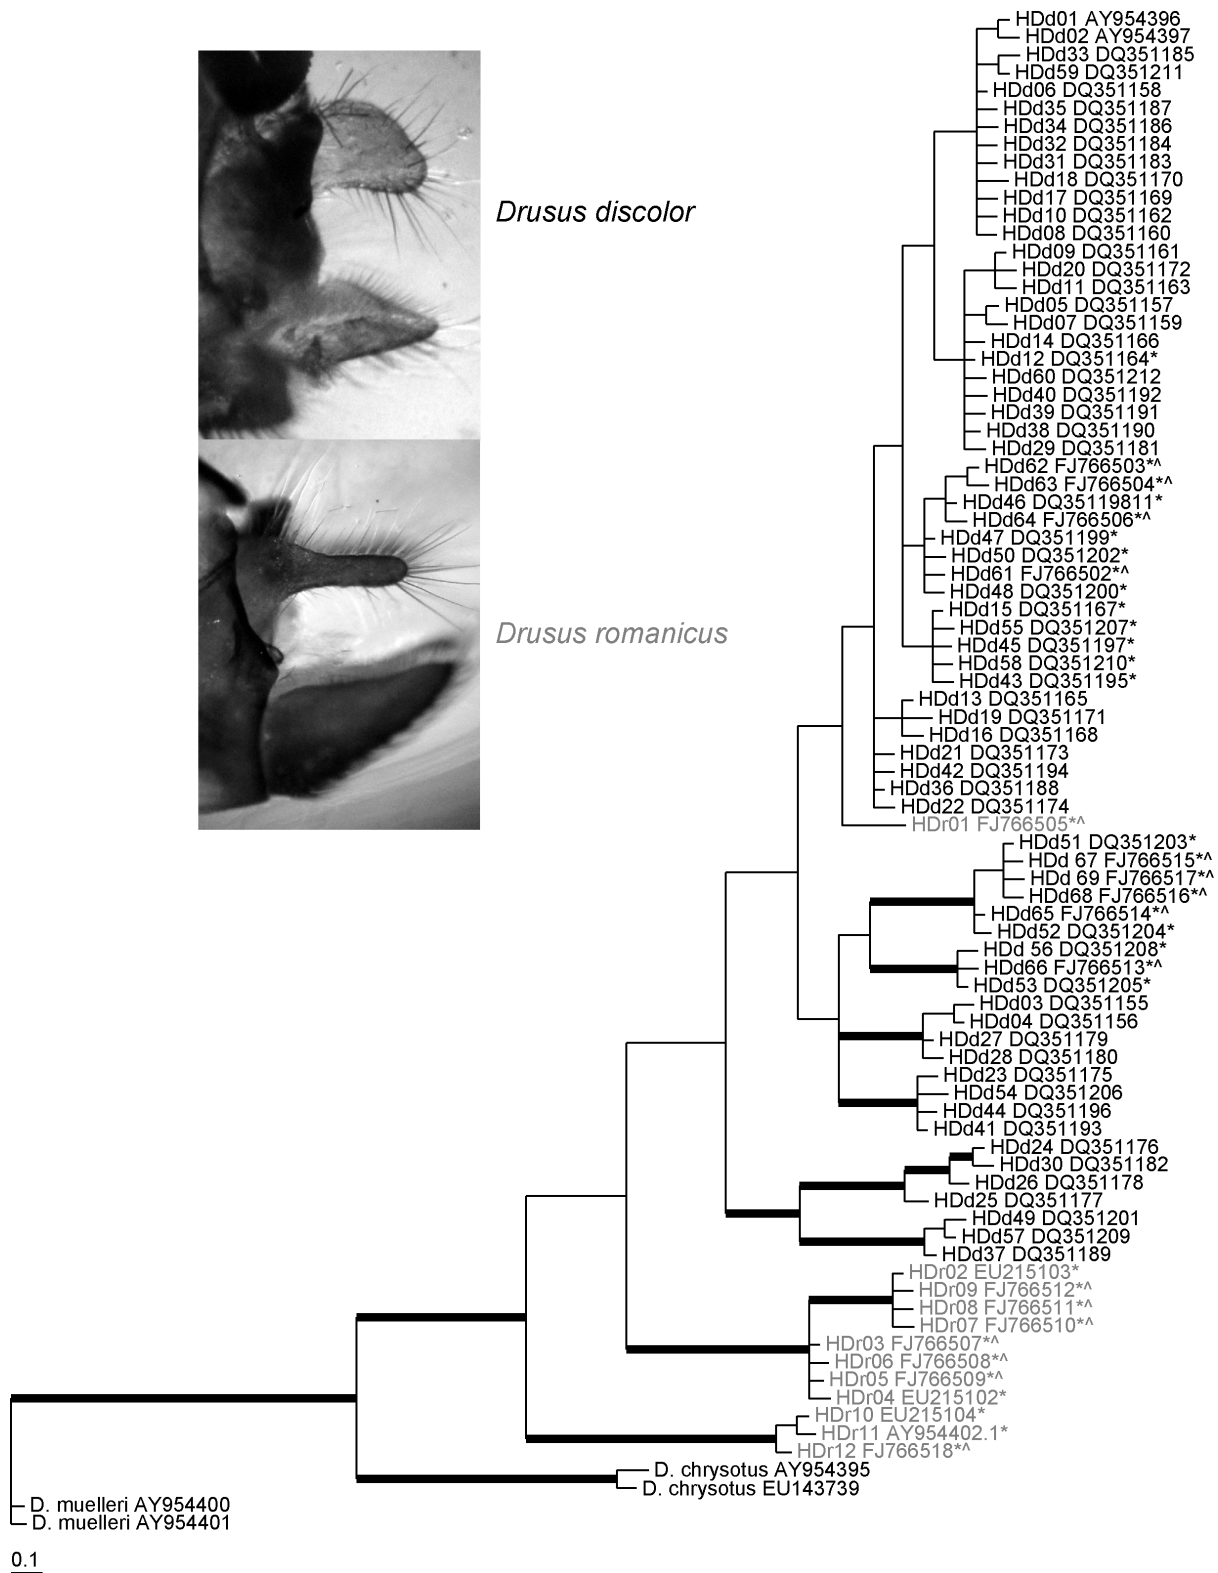 HDd01 AY954396
HDd02 AY954397
HDd33 DQ351185
HDd59 DQ351211
HDd06 DQ351158
HDd35 DQ351187
HDd34 DQ351186
HDd32 DQ351184
HDd31 DQ351183
HDd18 DQ351170
HDd17 DQ351169
HDd10 DQ351162
HDd08 DQ351160
HDd09 DQ351161
HDd20 DQ351172
HDd11 DQ351163
HDd05 DQ351157
HDd07 DQ351159
HDd14 DQ351166
HDd12 DQ351164*
HDd60 DQ351212
HDd40 DQ351192
HDd39 DQ351191
HDd38 DQ351190
HDd29 DQ351181
HDd62 FJ766503*^
HDd63 FJ766504*^
HDd46 DQ35119811*
HDd64 FJ766506*^
HDd47 DQ351199*
HDd50 DQ351202*
HDd61 FJ766502*^
HDd48 DQ351200*
HDd15 DQ351167*
HDd55 DQ351207*
HDd45 DQ351197*
HDd58 DQ351210*
HDd43 DQ351195*
HDd13 DQ351165
HDd19 DQ351171
HDd16 DQ351168
HDd21 DQ351173
HDd42 DQ351194
HDd36 DQ351188
HDd22 DQ351174
HDr01 FJ766505*^
HDd51 DQ351203*
HDd 67 FJ766515*^
HDd 69 FJ766517*^
HDd68 FJ766516*^
HDd65 FJ766514*^
HDd52 DQ351204*
HDd 56 DQ351208*
HDd66 FJ766513*^
HDd53 DQ351205*
HDd03 DQ351155
HDd04 DQ351156
HDd27 DQ351179
HDd28 DQ351180
HDd23 DQ351175
HDd54 DQ351206
HDd44 DQ351196
HDd41 DQ351193
HDd24 DQ351176
HDd30 DQ351182
HDd26 DQ351178
HDd25 DQ351177
HDd49 DQ351201
HDd57 DQ351209
HDd37 DQ351189
HDr02 EU215103*
HDr09 FJ766512*^
HDr08 FJ766511*^
HDr07 FJ766510*^
HDr03 FJ766507*^
HDr06 FJ766508*^
HDr05 FJ766509*^
HDr04 EU215102*
HDr10 EU215104*
HDr11 AY954402.1*
HDr12 FJ766518*^
D. chrysotus AY954395
D. chrysotus EU143739
D. muelleri AY954400
D. muelleri AY954401
0.1
Drusus discolor
Drusus romanicus